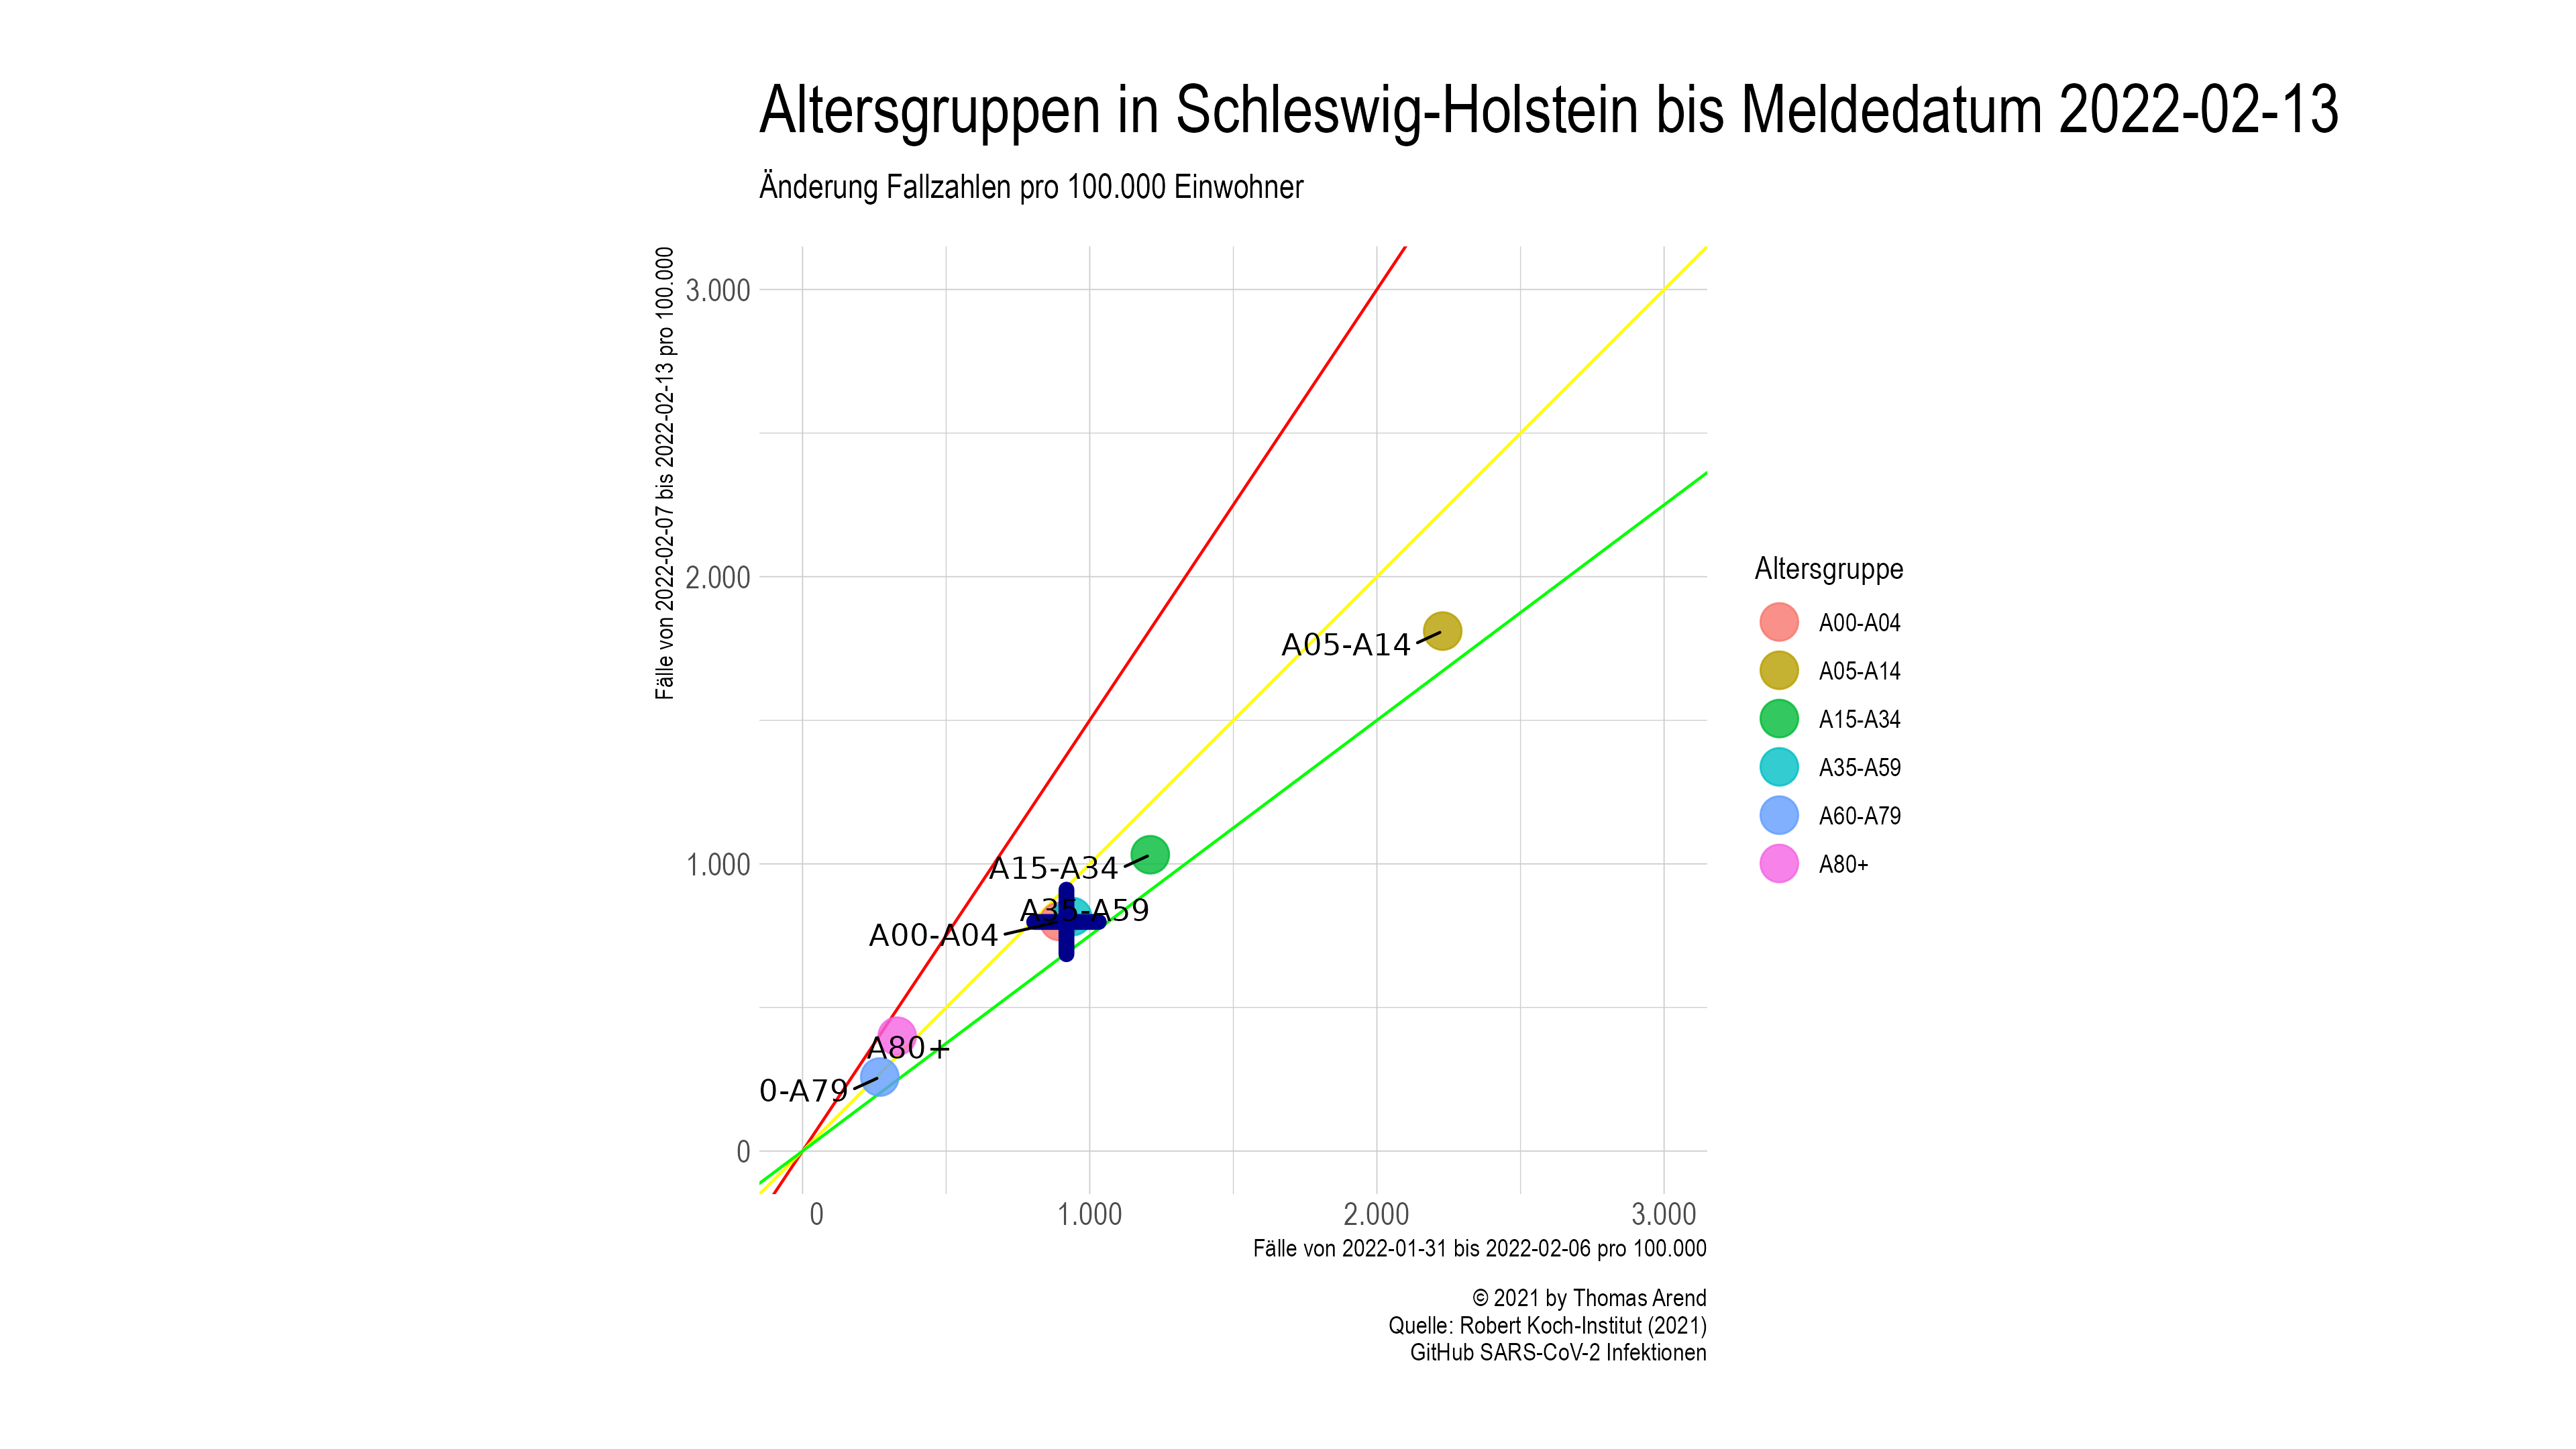 Altersgruppen in Schleswig-Holstein bis Meldedatum 2022-02-13
Änderung Fallzahlen pro 100.000 Einwohner
Fälle von 2022-02-07 bis 2022-02-13 pro 100.000
3.000
2.000
1.000
0
A05-A14
A15-A34
A35-A59
A00-A04
A80+
0-A79
0
1.000
2.000
3.000
Fälle von 2022-01-31 bis 2022-02-06 pro 100.000
Altersgruppe
A00-A04
A05-A14
A15-A34
A35-A59
A60-A79
A80+
© 2021 by Thomas Arend
Quelle: Robert Koch-Institut (2021)
GitHub SARS-CoV-2 Infektionen